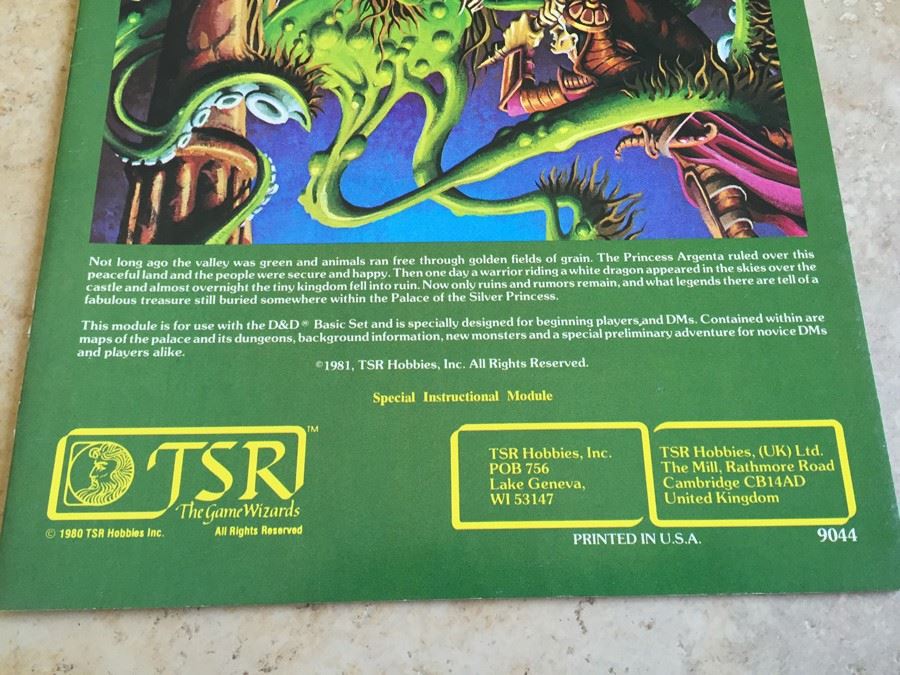 Not long ago the valley was green and animals ran free through golden fields of grain. The Princess Argenta ruled over this
peaceful land and the people were secure and happy. Then one day a warrior riding a white dragon appeared in the skies over the
castle and almost overnight the tiny kingdom fell into ruin. Now only ruins and rumors remain, and what legends there are tell of a
fabulous treasure still buried somewhere within the Palace of the Silver Princess.
This module is for use with the D&D® Basic Set and is specially designed for beginning players and DMs. Contained within are
maps of the palace and its dungeons, background information, new monsters and a special preliminary adventure for novice DMs
and players alike.
©1981, TSR Hobbies, Inc. All Rights Reserved.
Special Instructional Module
TSR™
The Game Wizards
© 1980 TSR Hobbies Inc. All Rights Reserved
TSR Hobbies, Inc.
POB 756
Lake Geneva,
WI 53147
TSR Hobbies, (UK) Ltd.
The Mill, Rathmore Road
Cambridge CB14AD
United Kingdom
PRINTED IN U.S.A.
9044